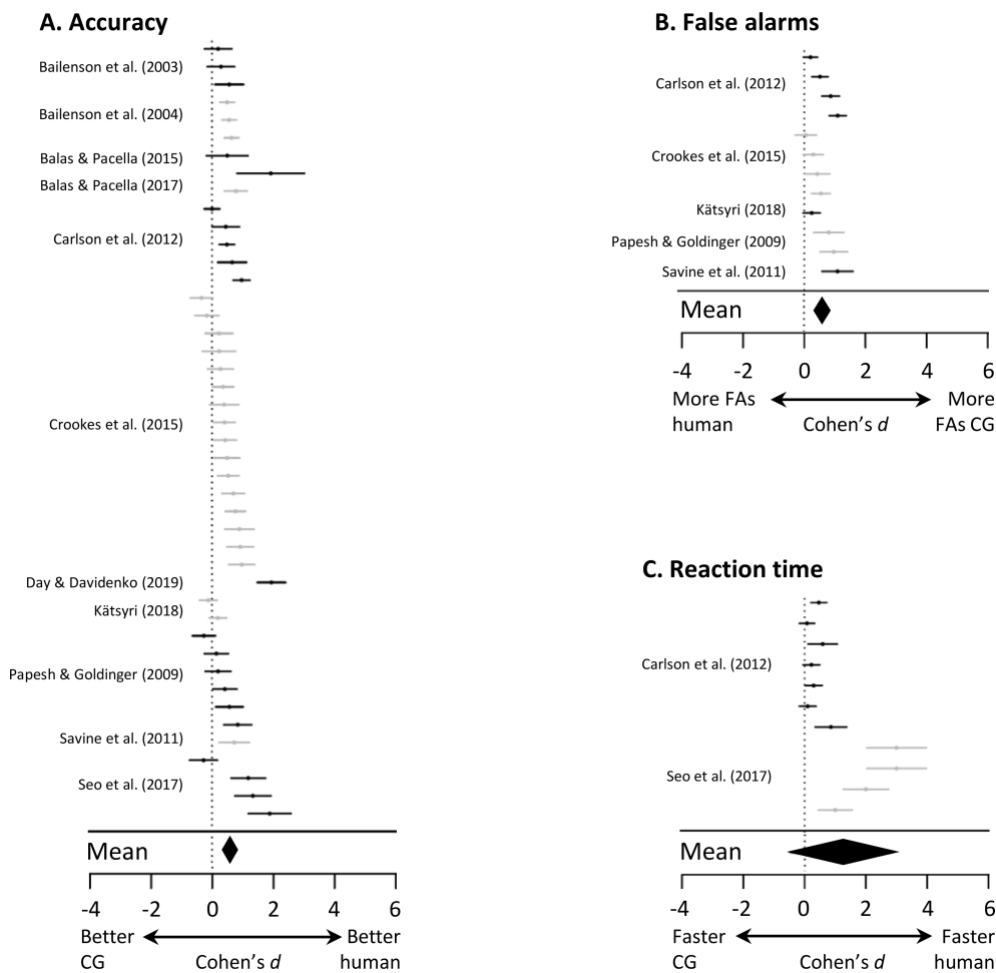 A. Accuracy
Bailenson et al. (2003)
Bailenson et al. (2004)
Balas & Pacella (2015)
Balas & Pacella (2017)
Carlson et al. (2012)
Crookes et al. (2015)
Day & Davidenko (2019)
Kätsyri (2018)
Papesh & Goldinger (2009)
Savine et al. (2011)
Seo et al. (2017)
Mean
-4 -2 0 2 4 6
Better Better
CG Cohen's d human
B. False alarms
Carlson et al. (2012)
Crookes et al. (2015)
Kätsyri (2018)
Papesh & Goldinger (2009)
Savine et al. (2011)
Mean
-4 -2 0 2 4 6
More FAs More
human Cohen's d FAs CG
C. Reaction time
Carlson et al. (2012)
Seo et al. (2017)
Mean
-4 -2 0 2 4 6
Faster Faster
CG Cohen's d human